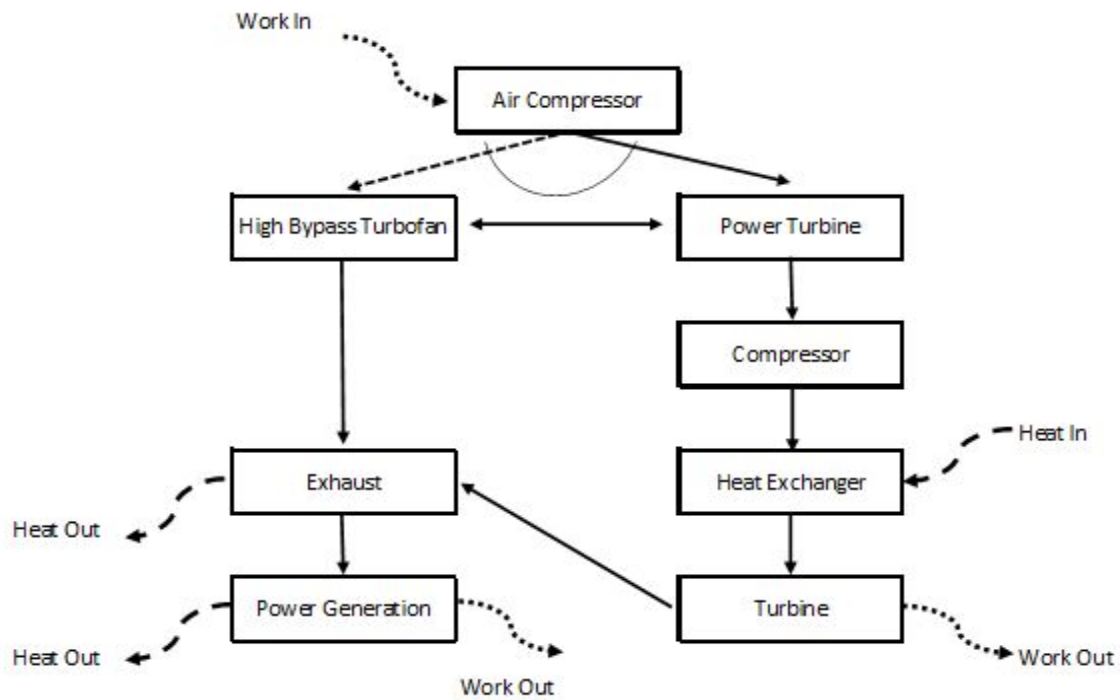 Work In
Air Compressor
High Bypass Turbofan
Power Turbine
Compressor
Heat In
Exhaust
Heat Exchanger
Heat Out
Power Generation
Turbine
Heat Out
Work Out
Work Out